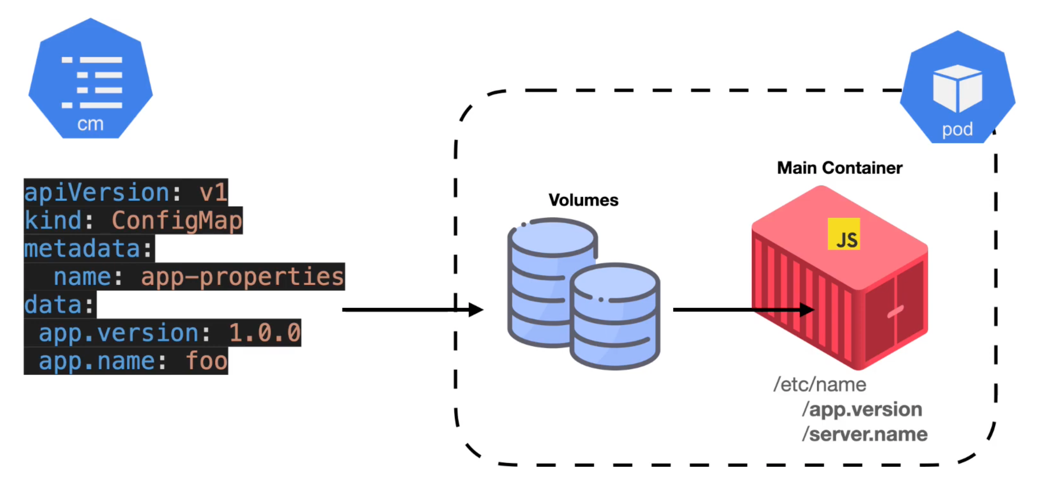 cm
apiVersion: v1
kind: ConfigMap
metadata:
  name: app-properties
data:
 app.version: 1.0.0
 app.name: foo
pod
Volumes
Main Container
JS
/etc/name
/app.version
/server.name